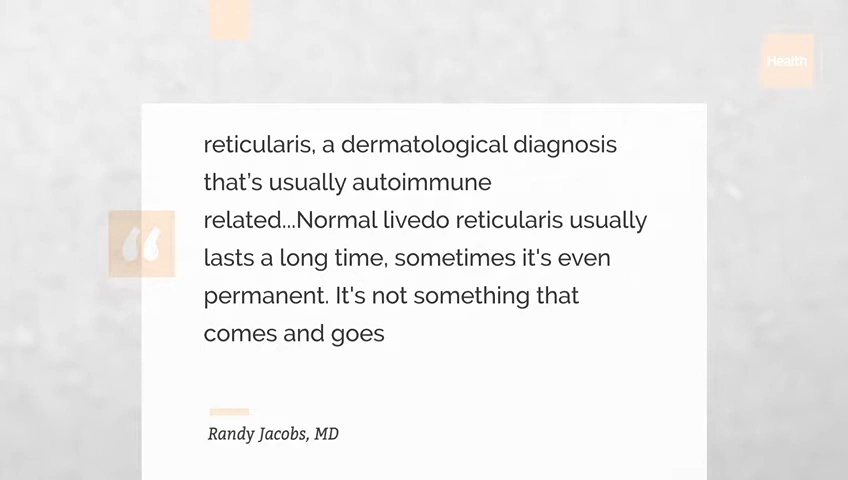 Health
reticularis, a dermatological diagnosis
that's usually autoimmune
related...Normal livedo reticularis usually
lasts a long time, sometimes it's even
permanent. It's not something that
comes and goes
Randy Jacobs, MD